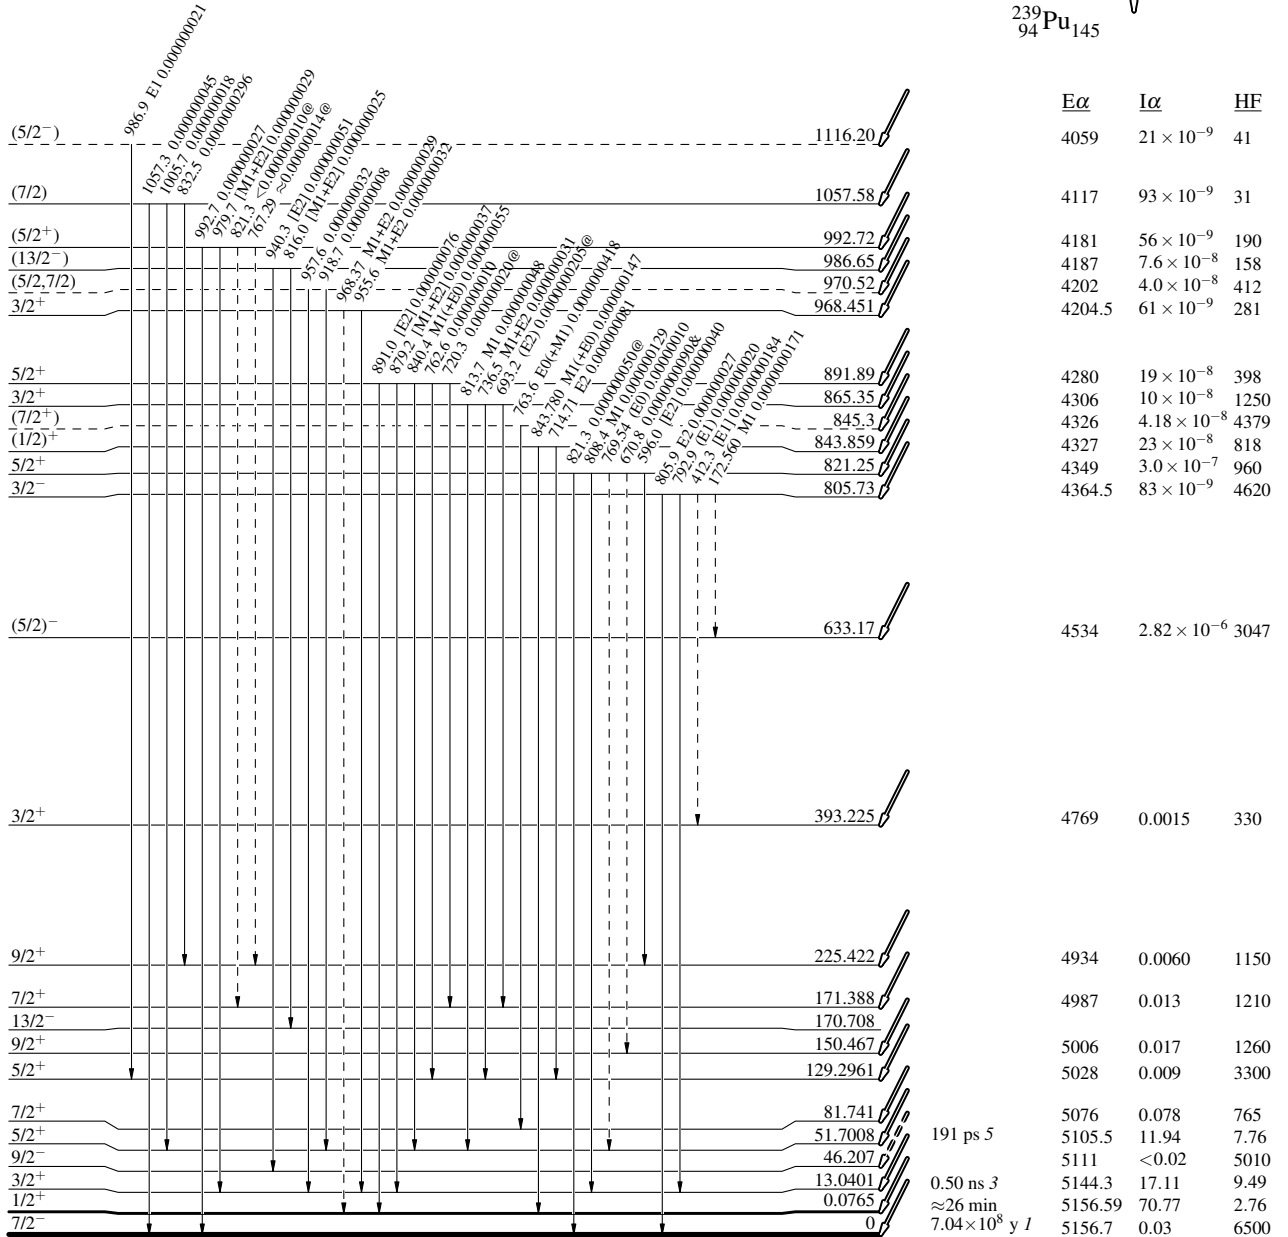 ²³⁹₉₄Pu₁₄₅
Eα Iα HF
986.9 E1 0.000000021
1057.3 0.000000045
1005.7 0.000000018
832.5 0.0000000296
992.7 0.000000027
979.7 [M1+E2] 0.000000029
821.3 <0.00000010@
767.29 ≈0.00000014@
940.3 [E2] 0.000000051
816.0 [M1+E2] 0.000000025
957.6 0.000000032
918.7 0.000000008
968.37 M1+E2 0.000000029
955.6 M1+E2 0.000000032
891.0 [E2] 0.000000076
879.2 [M1+E2] 0.000000037
840.4 M1(+E0) 0.000000055
762.6 0.000000010
720.3 0.000000020@
813.7 M1 0.000000048
736.5 M1+E2 0.000000031
693.2 (E2) 0.0000000205@
763.6 E0(+M1) 0.0000000418
843.780 M1(+E0) 0.000000147
714.71 E2 0.000000081
821.3 0.000000050@
808.4 M1 0.000000129
769.54 (E0) 0.00000010
670.8 0.0000000090&
596.0 [E2] 0.000000040
805.9 E2 0.000000027
792.9 (E1) 0.000000020
412.3 [E1] 0.0000000184
172.560 M1 0.0000000171
(5/2⁻) 1116.20 4059 21×10⁻⁹ 41
(7/2) 1057.58 4117 93×10⁻⁹ 31
(5/2⁺) 992.72 4181 56×10⁻⁹ 190
(13/2⁻) 986.65 4187 7.6×10⁻⁸ 158
(5/2,7/2) 970.52 4202 4.0×10⁻⁸ 412
3/2⁺ 968.451 4204.5 61×10⁻⁹ 281
5/2⁺ 891.89 4280 19×10⁻⁸ 398
3/2⁺ 865.35 4306 10×10⁻⁸ 1250
(7/2⁺) 845.3 4326 4.18×10⁻⁸ 4379
(1/2)⁺ 843.859 4327 23×10⁻⁸ 818
5/2⁺ 821.25 4349 3.0×10⁻⁷ 960
3/2⁻ 805.73 4364.5 83×10⁻⁹ 4620
(5/2)⁻ 633.17 4534 2.82×10⁻⁶ 3047
3/2⁺ 393.225 4769 0.0015 330
9/2⁺ 225.422 4934 0.0060 1150
7/2⁺ 171.388 4987 0.013 1210
13/2⁻ 170.708
9/2⁺ 150.467 5006 0.017 1260
5/2⁺ 129.2961 5028 0.009 3300
7/2⁺ 81.741 5076 0.078 765
5/2⁺ 51.7008 191 ps 5 5105.5 11.94 7.76
9/2⁻ 46.207 5111 <0.02 5010
3/2⁺ 13.0401 0.50 ns 3 5144.3 17.11 9.49
1/2⁺ 0.0765 ≈26 min 5156.59 70.77 2.76
7/2⁻ 0 7.04×10⁸ y 1 5156.7 0.03 6500